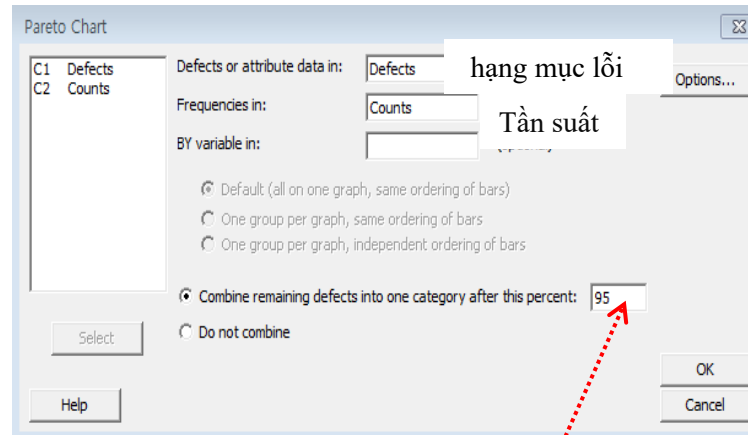 Pareto Chart
C1 Defects
C2 Counts
Defects or attribute data in: Defects
hạng mục lỗi
Options...
Frequencies in: Counts
Tần suất
BY variable in:
Default (all on one graph, same ordering of bars)
One group per graph, same ordering of bars
One group per graph, independent ordering of bars
Combine remaining defects into one category after this percent: 95
Select
Do not combine
OK
Help
Cancel